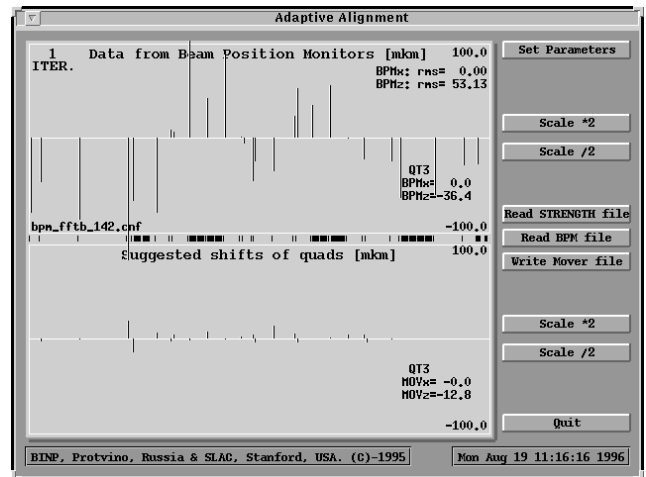 Adaptive Alignment
1 Data from Beam Position Monitors [mkm] 100.0
ITER.
BPMx: rms= 0.00
BPMz: rms= 53.13
QT3
BPMx= 0.0
BPMz=-36.4
bpm_fftb_142.cnf -100.0
Suggested shifts of quads [mkm] 100.0
QT3
MOVx= -0.0
MOVz=-12.8
-100.0
Set Parameters
Scale *2
Scale /2
Read STRENGTH file
Read BPM file
Write Mover file
Scale *2
Scale /2
Quit
BINP, Protvino, Russia & SLAC, Stanford, USA. (C)-1995
Mon Aug 19 11:16:16 1996